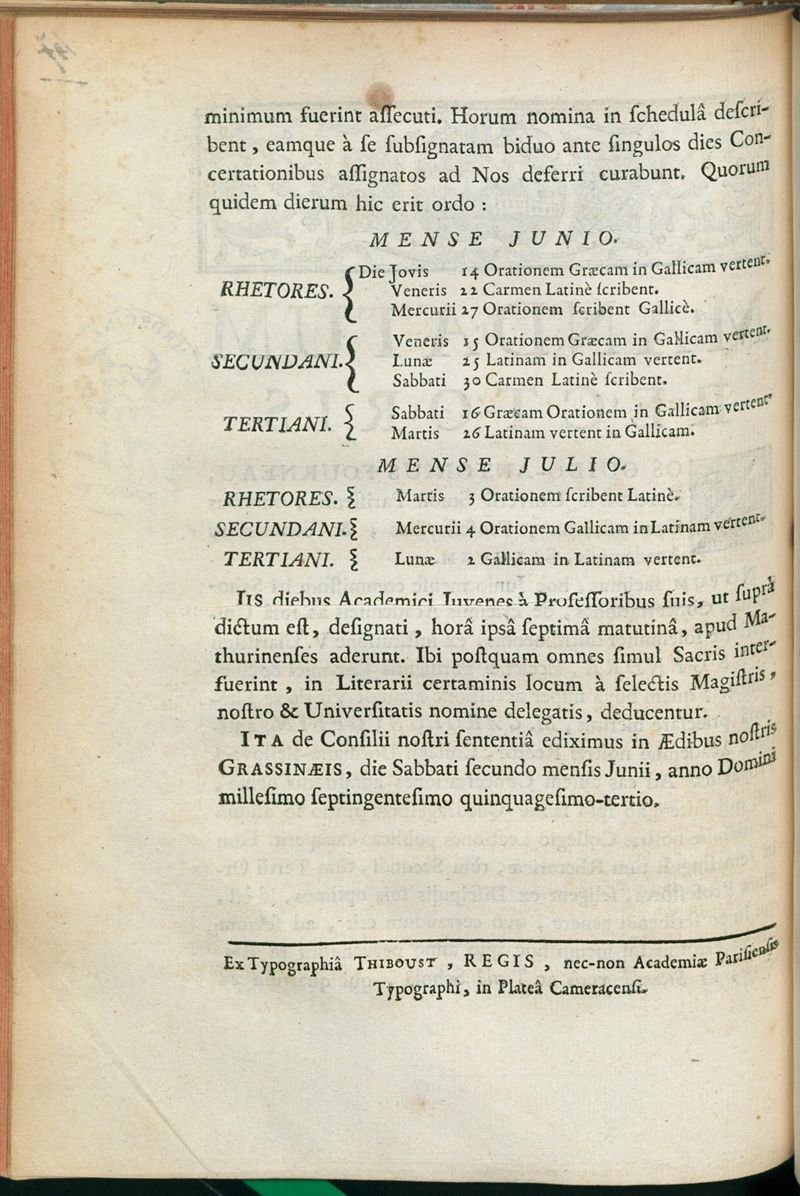 minimum fuerint aſſecuti. Horum nomina in ſchedulâ deſcri-
bent, eamque à ſe ſubſignatam biduo ante ſingulos dies Con-
certationibus aſſignatos ad Nos deferri curabunt. Quorum
quidem dierum hic erit ordo :
MENSE JUNIO.
RHETORES. { Die Jovis 14 Orationem Græcam in Gallicam vertent.
Veneris 22 Carmen Latinè ſcribent.
Mercurii 27 Orationem ſcribent Gallicè.
SECUNDANI. { Veneris 15 Orationem Græcam in Gallicam vertent.
Lunæ 25 Latinam in Gallicam vertent.
Sabbati 30 Carmen Latinè ſcribent.
TERTIANI. { Sabbati 16 Græcam Orationem in Gallicam vertent
Martis 26 Latinam vertent in Gallicam.
MENSE JULIO.
RHETORES. { Martis 3 Orationem ſcribent Latinè.
SECUNDANI. { Mercurii 4 Orationem Gallicam in Latinam vertent.
TERTIANI. { Lunæ 2 Gallicam in Latinam vertent.
IIS diebus Academici Juvenes à Profeſſoribus ſuis, ut ſuprà
dictum eſt, deſignati, horâ ipsâ ſeptimâ matutinâ, apud Ma-
thurinenſes aderunt. Ibi poſtquam omnes ſimul Sacris inter-
fuerint, in Literarii certaminis locum à ſelectis Magiſtris,
noſtro & Univerſitatis nomine delegatis, deducentur.
ITA de Conſilii noſtri ſententiâ ediximus in Ædibus noſtris
GRASSINÆIS, die Sabbati ſecundo menſis Junii, anno Domini
milleſimo ſeptingenteſimo quinquageſimo-tertio.
Ex Typographiâ THIBOUST, REGIS, nec-non Academiæ Pariſienſis
Typographi, in Plateâ Cameracenſi.